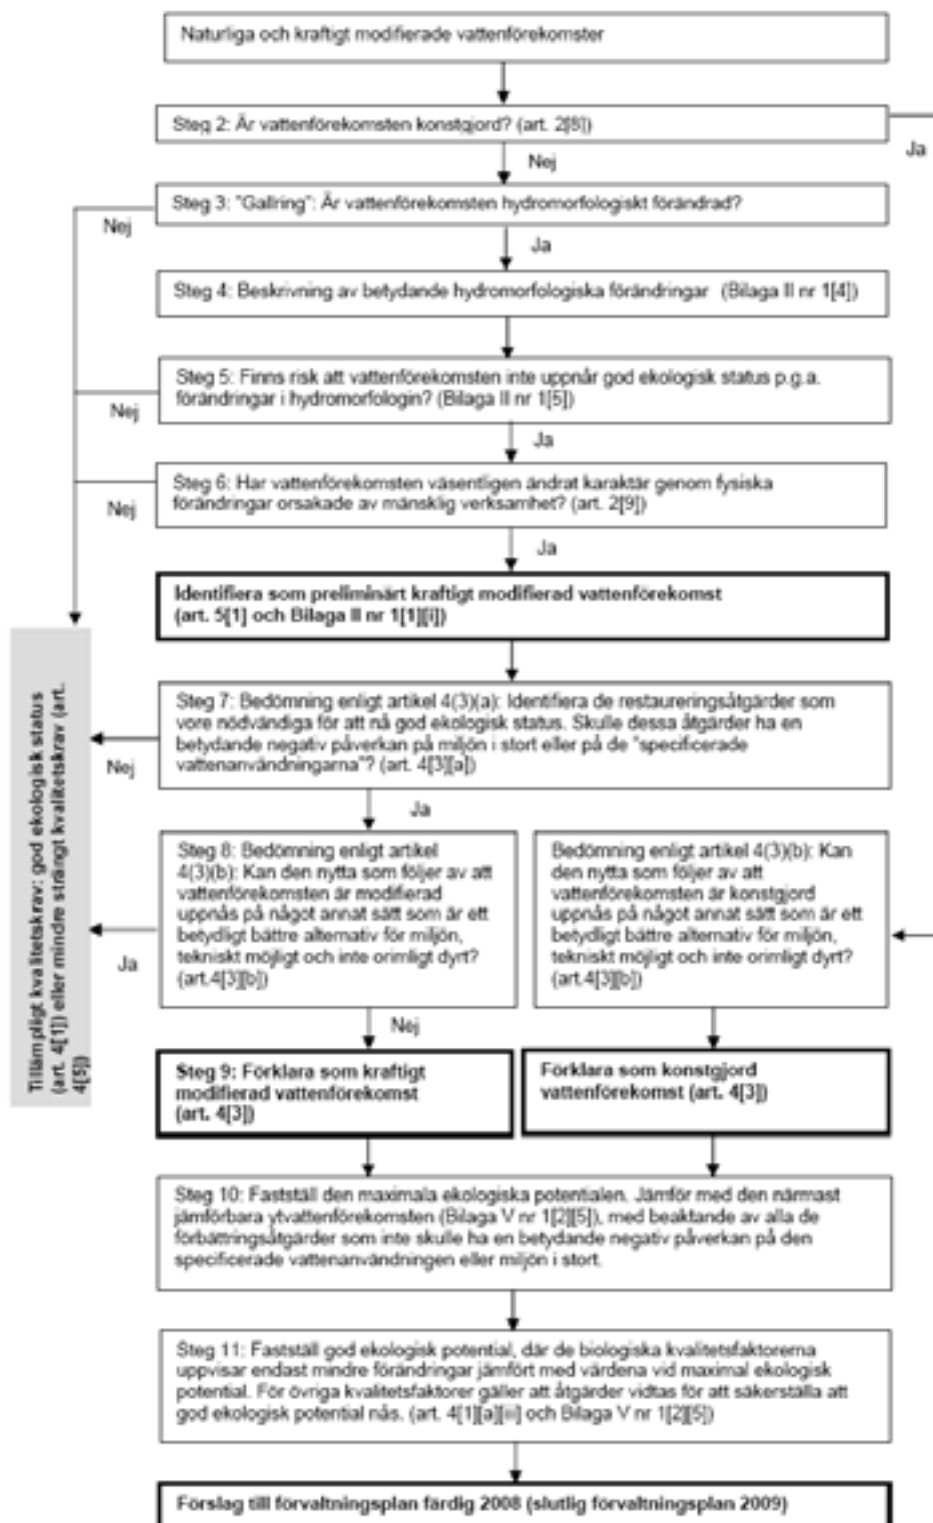 Naturliga och kraftigt modifierade vattenförekomster
Steg 2: Är vattenförekomsten konstgjord? (art. 2[8])
Ja
Nej
Steg 3: "Gallring": Är vattenförekomsten hydromorfologiskt förändrad?
Nej
Ja
Steg 4: Beskrivning av betydande hydromorfologiska förändringar (Bilaga II nr 1[4])
Steg 5: Finns risk att vattenförekomsten inte uppnår god ekologisk status p.g.a.
förändringar i hydromorfologin? (Bilaga II nr 1[5])
Nej
Ja
Steg 6: Har vattenförekomsten väsentligen ändrat karaktär genom fysiska
förändringar orsakade av mänsklig verksamhet? (art. 2[9])
Nej
Ja
Identifiera som preliminärt kraftigt modifierad vattenförekomst
(art. 5[1] och Bilaga II nr 1[1][i])
Tillämpligt kvalitetskrav: god ekologisk status
(art. 4[1]) eller mindre strängt kvalitetskrav (art.
4[5])
Steg 7: Bedömning enligt artikel 4(3)(a): Identifiera de restaureringsåtgärder som
vore nödvändiga för att nå god ekologisk status. Skulle dessa åtgärder ha en
betydande negativ påverkan på miljön i stort eller på de "specificerade
vattenanvändningarna"? (art. 4[3][a])
Nej
Ja
Steg 8: Bedömning enligt artikel
4(3)(b): Kan den nytta som följer av att
vattenförekomsten är modifierad
uppnås på något annat sätt som är ett
betydligt bättre alternativ för miljön,
tekniskt möjligt och inte orimligt dyrt?
(art.4[3][b])
Ja
Nej
Bedömning enligt artikel 4(3)(b): Kan
den nytta som följer av att
vattenförekomsten är konstgjord
uppnås på något annat sätt som är ett
betydligt bättre alternativ för miljön,
tekniskt möjligt och inte orimligt dyrt?
(art.4[3][b])
Steg 9: Förklara som kraftigt
modifierad vattenförekomst
(art. 4[3])
Förklara som konstgjord
vattenförekomst (art. 4[3])
Steg 10: Fastställ den maximala ekologiska potentialen. Jämför med den närmast
jämförbara ytvattenförekomsten (Bilaga V nr 1[2][5]), med beaktande av alla de
förbättringsåtgärder som inte skulle ha en betydande negativ påverkan på den
specificerade vattenanvändningen eller miljön i stort.
Steg 11: Fastställ god ekologisk potential, där de biologiska kvalitetsfaktorerna
uppvisar endast mindre förändringar jämfört med värdena vid maximal ekologisk
potential. För övriga kvalitetsfaktorer gäller att åtgärder vidtas för att säkerställa att
god ekologisk potential nås. (art. 4[1][a][iii] och Bilaga V nr 1[2][5])
Förslag till förvaltningsplan färdig 2008 (slutlig förvaltningsplan 2009)